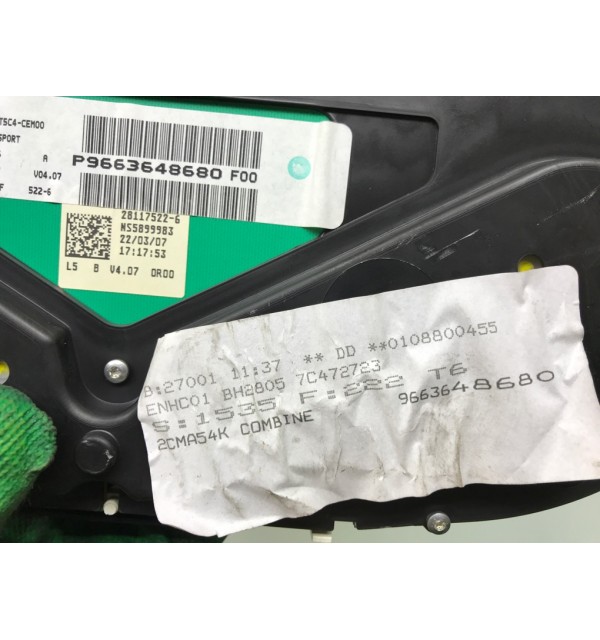 T5C4-CEM00
SPORT
A
V04.07
F 522-6
P9663648680 F00
28117522-6
NS5899983
22/03/07
17:17:53
L5 B V4.07 0R00
B:27001 11:37 ** DD **0108800455
ENHC01 BH2805 7C472723
S:1535 F:222 T6
2CMA54K COMBINE 9663648680